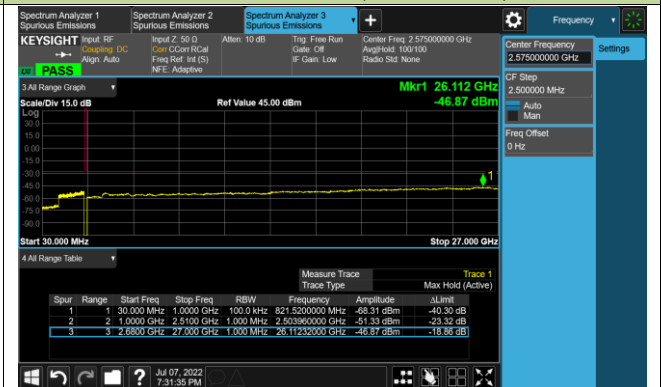 Spectrum Analyzer 1
Spurious Emissions
Spectrum Analyzer 2
Spurious Emissions
Spectrum Analyzer 3
Spurious Emissions
Frequency
KEYSIGHT
Input: RF
Coupling: DC
Align: Auto
Input Z: 50 Ω
Corr CCorr RCal
Freq Ref: Int (S)
NFE: Adaptive
Atten: 10 dB
Trig: Free Run
Gate: Off
IF Gain: Low
Center Freq: 2.575000000 GHz
Avg|Hold: 100/100
Radio Std: None
PASS
3 All Range Graph
Mkr1 26.112 GHz
-46.87 dBm
Scale/Div 15.0 dB
Ref Value 45.00 dBm
Log
30.0
15.0
0.00
-15.0
-30.0
-45.0
-60.0
-75.0
-90.0
1
Start 30.000 MHz
Stop 27.000 GHz
4 All Range Table
Measure Trace Trace 1
Trace Type Max Hold (Active)
Spur Range Start Freq Stop Freq RBW Frequency Amplitude ΔLimit
1 1 30.000 MHz 1.0000 GHz 100.0 kHz 821.5200000 MHz -68.31 dBm -40.30 dB
2 2 1.0000 GHz 2.5100 GHz 1.000 MHz 2.503960000 GHz -51.33 dBm -23.32 dB
3 3 2.6800 GHz 27.000 GHz 1.000 MHz 26.11232000 GHz -46.87 dBm -18.86 dB
Center Frequency
2.575000000 GHz
Settings
CF Step
2.500000 MHz
Auto
Man
Freq Offset
0 Hz
Jul 07, 2022
7:31:35 PM